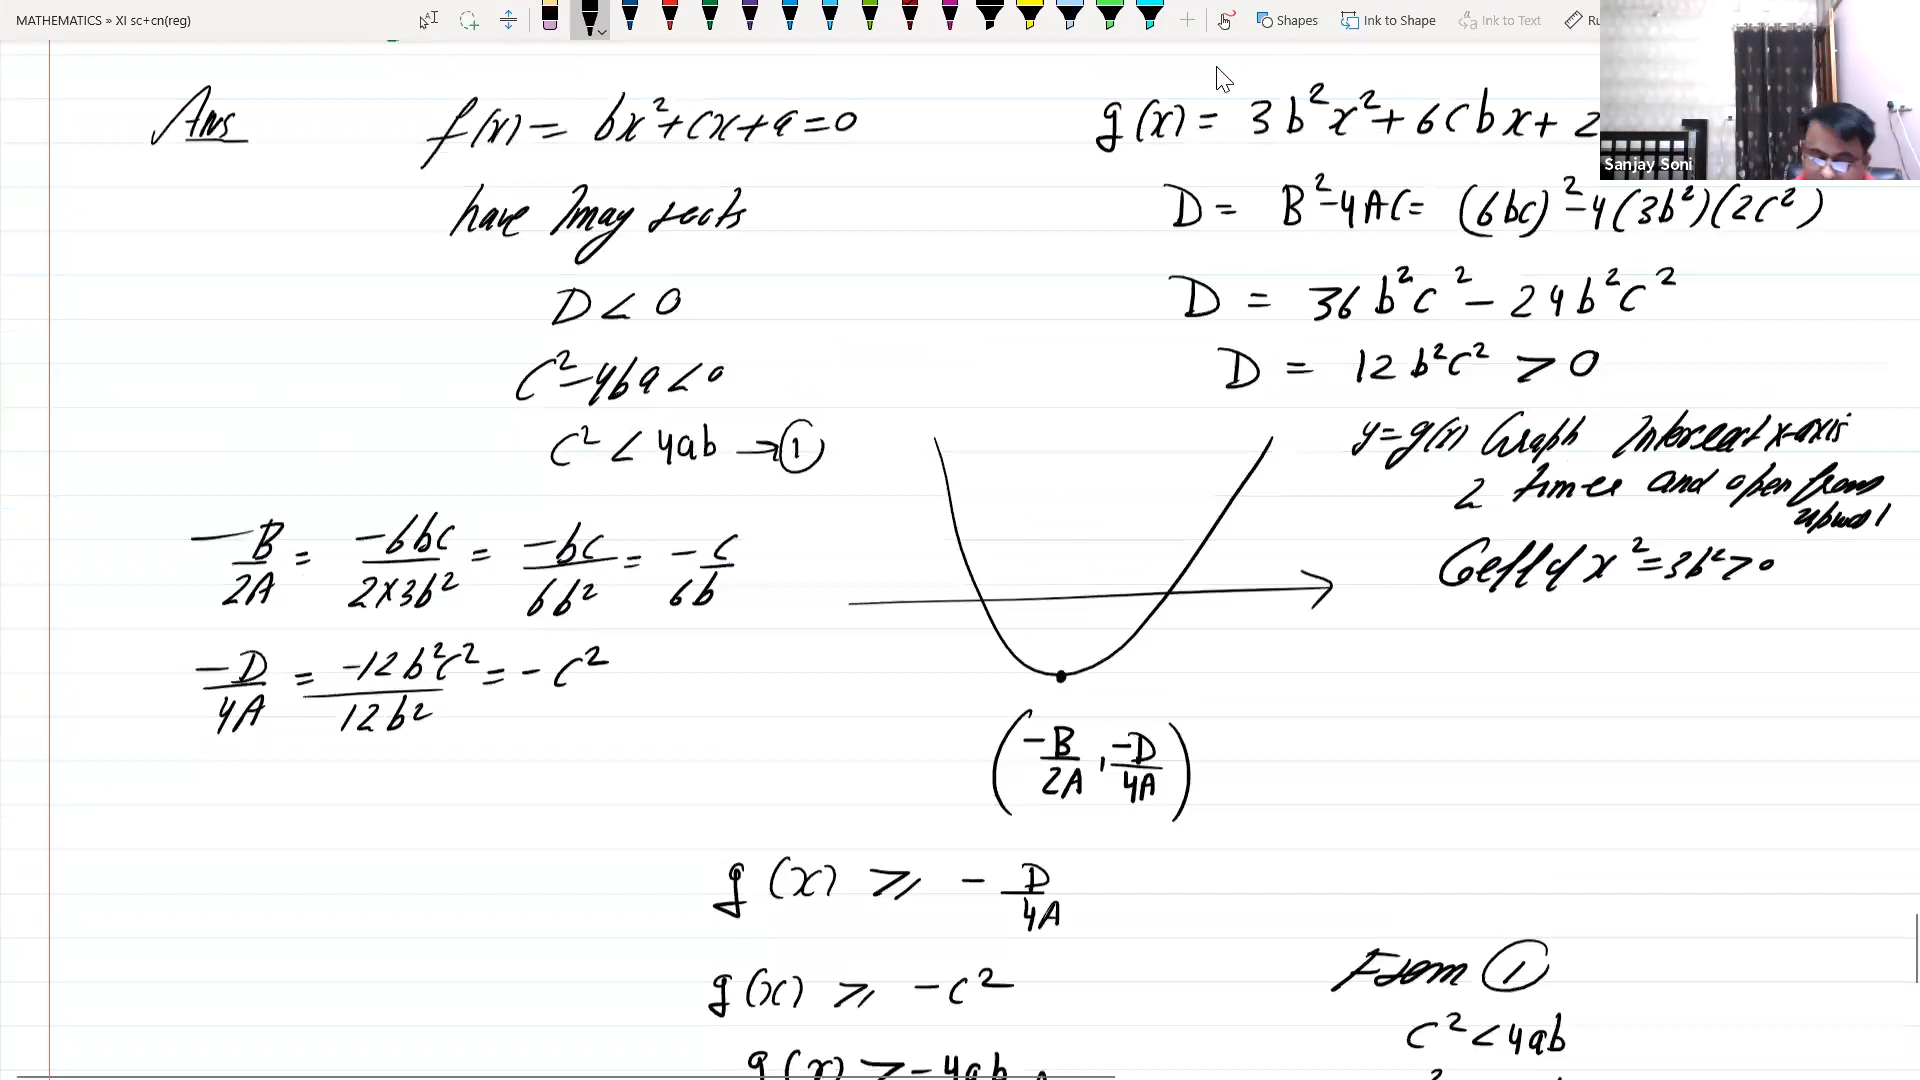 MATHEMATICS » XI sc+cn(reg)
Shapes
Ink to Shape
Ink to Text
Ru
Sanjay Soni
Ans
f(x) = bx²+cx+a=0
have Imag roots
D < 0
C²-4ba<0
C² < 4ab → ①
-B/2A = -6bc/2×3b² = -bc/6b² = -c/6b
-D/4A = -12b²c²/12b² = -c²
g(x) = 3b²x²+6cbx+2
D = B²-4AC= (6bc)²-4(3b²)(2c²)
D = 36b²c²-24b²c²
D = 12b²c² > 0
y=g(x) Graph Intersect x-axis
2 times and open from
upward
Coeff of x²=3b²>0
(-B/2A, -D/4A)
g(x) ≥ -D/4A
g(x) ≥ -c²
g(x) > -4ab
From ①
C²<4ab